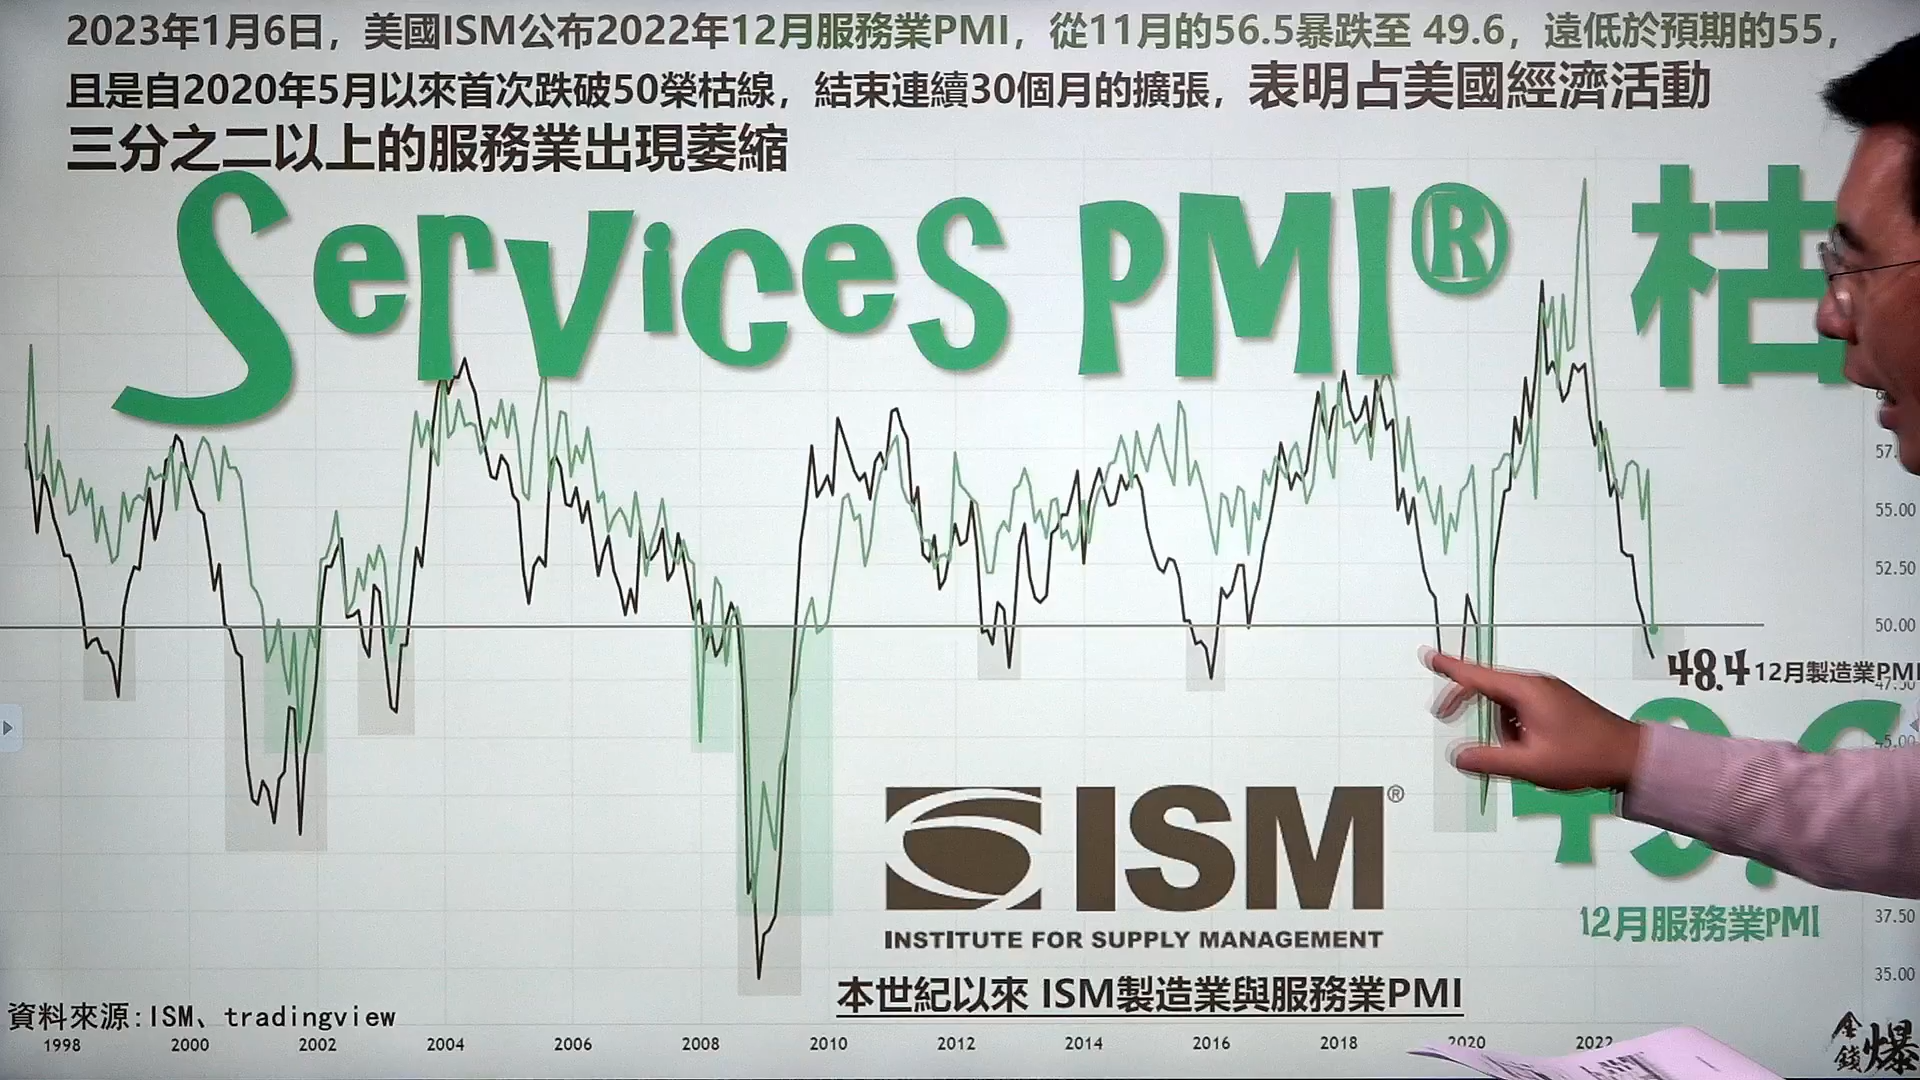 2023年1月6日，美國ISM公布2022年12月服務業PMI，從11月的56.5暴跌至 49.6，遠低於預期的55，
且是自2020年5月以來首次跌破50榮枯線，結束連續30個月的擴張，表明占美國經濟活動
三分之二以上的服務業出現萎縮
Services PMI® 枯
57.
55.00
52.50
50.00
48.4 12月製造業PMI
47.50
45.00
ISM®
INSTITUTE FOR SUPPLY MANAGEMENT
12月服務業PMI
37.50
35.00
本世紀以來 ISM製造業與服務業PMI
資料來源:ISM、tradingview
1998 2000 2002 2004 2006 2008 2010 2012 2014 2016 2018 2020 2022
金錢爆